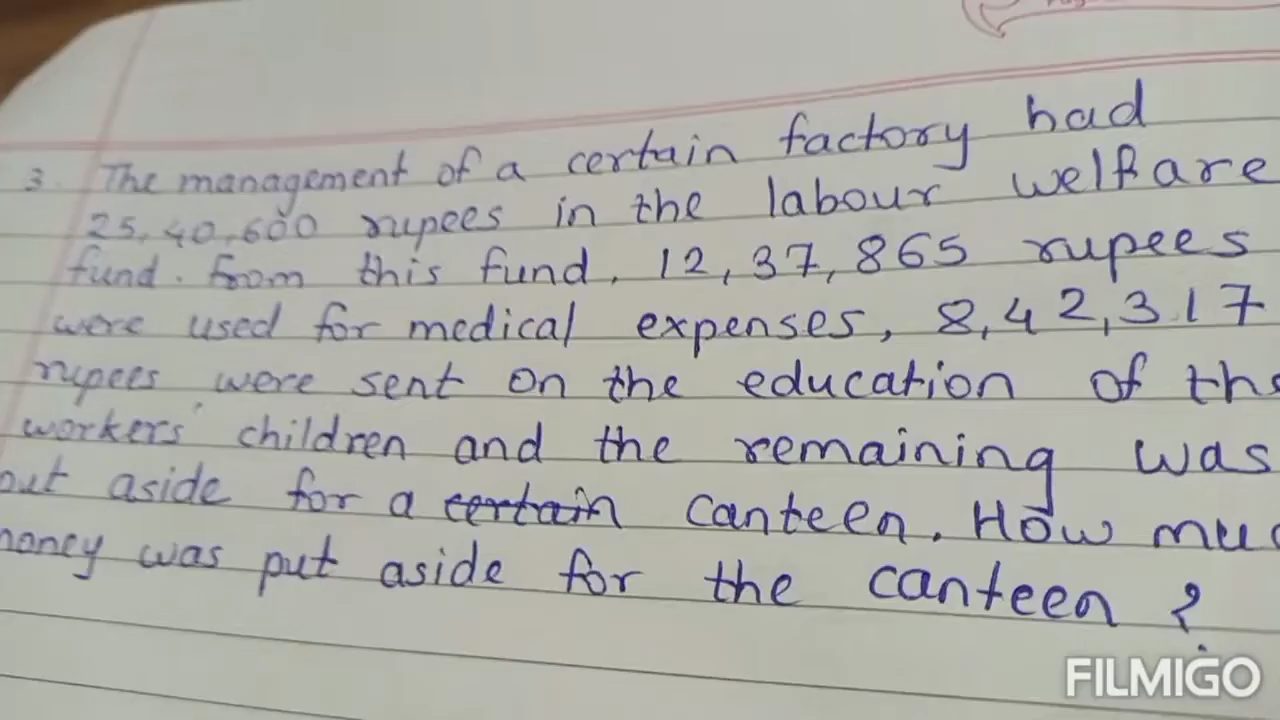 3. The management of a certain factory had
25,40,600 rupees in the labour welfare
fund. From this fund, 12,37,865 rupees
were used for medical expenses, 8,42,317
rupees were sent on the education of the
workers' children and the remaining was
put aside for a certain canteen. How muc
money was put aside for the canteen ?
FILMIGO